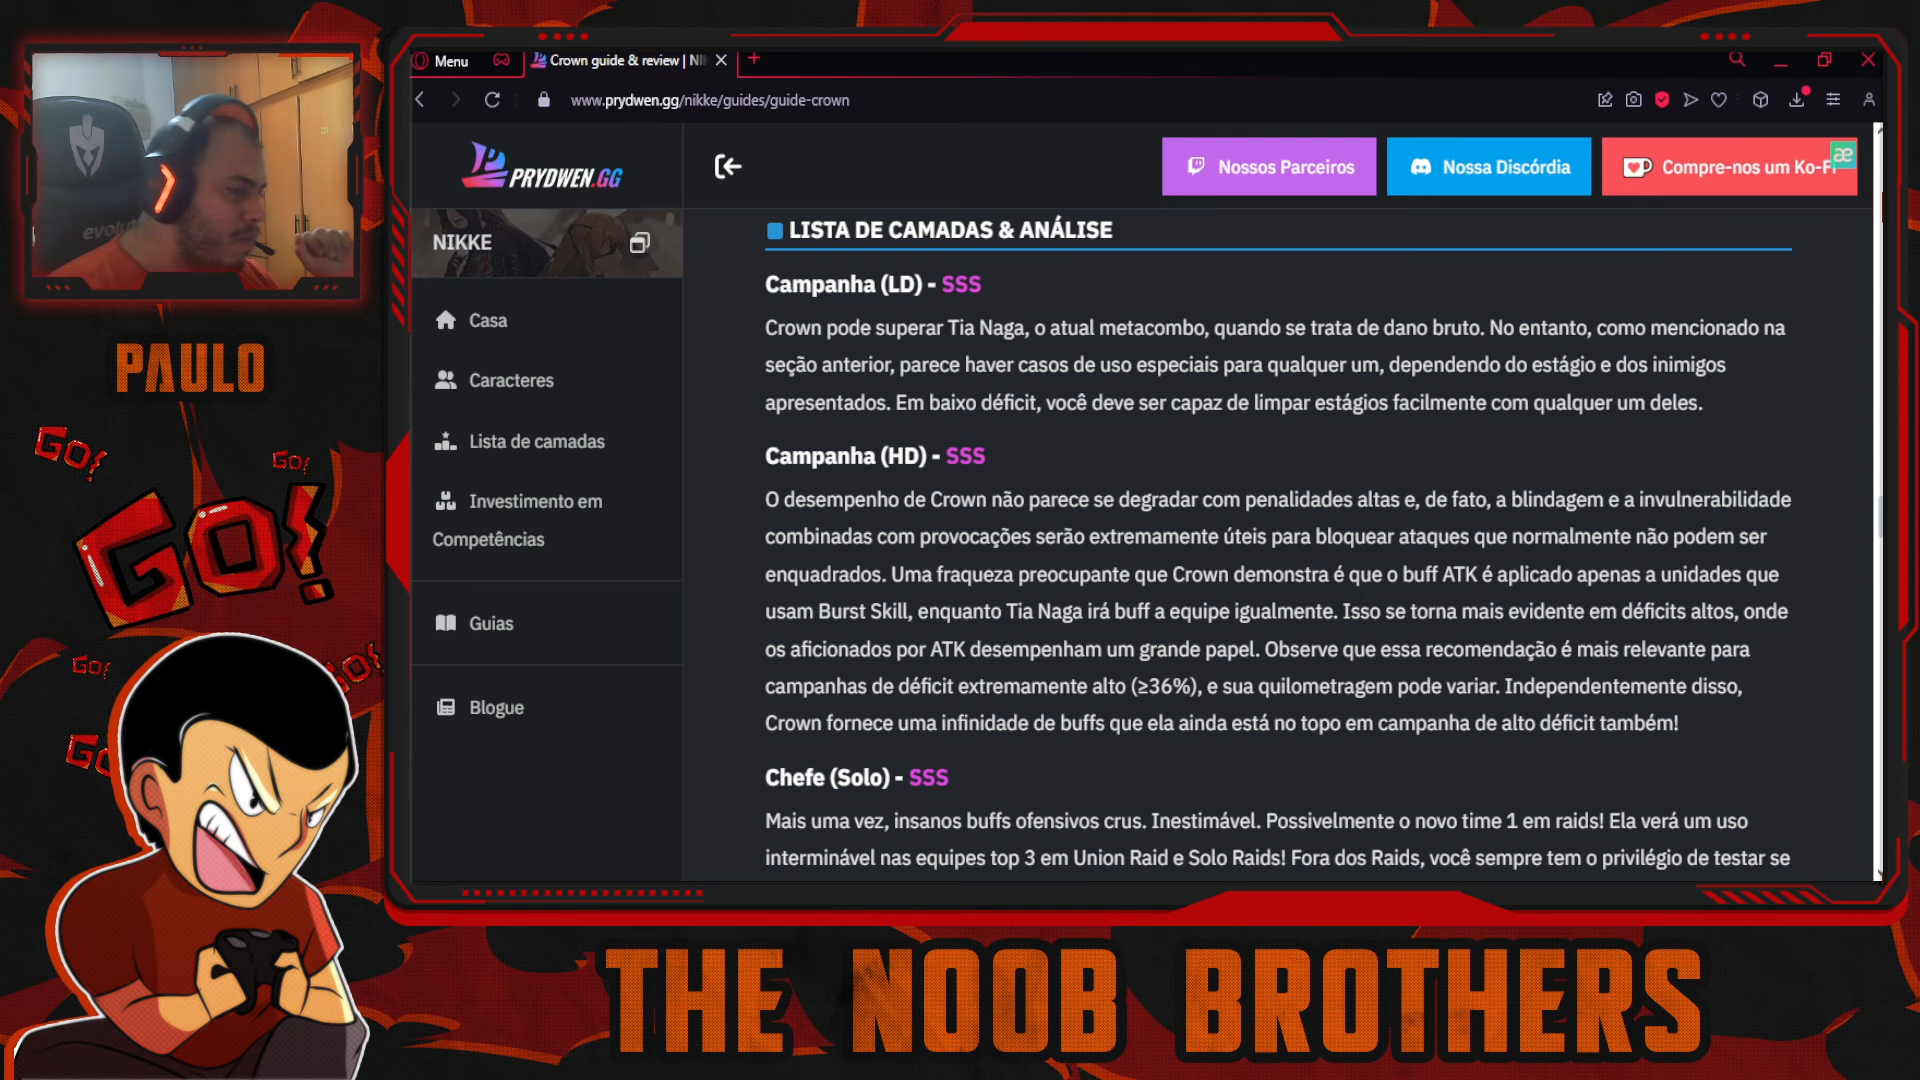 Menu
Crown guide & review | NI
www.prydwen.gg/nikke/guides/guide-crown
PRYDWEN.GG
Nossos Parceiros
Nossa Discórdia
Compre-nos um Ko-Fi
æ
NIKKE
Casa
Caracteres
Lista de camadas
Investimento em
Competências
Guias
Blogue
LISTA DE CAMADAS & ANÁLISE
Campanha (LD) - SSS
Crown pode superar Tia Naga, o atual metacombo, quando se trata de dano bruto. No entanto, como mencionado na
seção anterior, parece haver casos de uso especiais para qualquer um, dependendo do estágio e dos inimigos
apresentados. Em baixo déficit, você deve ser capaz de limpar estágios facilmente com qualquer um deles.
Campanha (HD) - SSS
O desempenho de Crown não parece se degradar com penalidades altas e, de fato, a blindagem e a invulnerabilidade
combinadas com provocações serão extremamente úteis para bloquear ataques que normalmente não podem ser
enquadrados. Uma fraqueza preocupante que Crown demonstra é que o buff ATK é aplicado apenas a unidades que
usam Burst Skill, enquanto Tia Naga irá buff a equipe igualmente. Isso se torna mais evidente em déficits altos, onde
os aficionados por ATK desempenham um grande papel. Observe que essa recomendação é mais relevante para
campanhas de déficit extremamente alto (≥36%), e sua quilometragem pode variar. Independentemente disso,
Crown fornece uma infinidade de buffs que ela ainda está no topo em campanha de alto déficit também!
Chefe (Solo) - SSS
Mais uma vez, insanos buffs ofensivos crus. Inestimável. Possivelmente o novo time 1 em raids! Ela verá um uso
interminável nas equipes top 3 em Union Raid e Solo Raids! Fora dos Raids, você sempre tem o privilégio de testar se
PAULO
GO!
GO!
GO!
GO!
GO!
THE NOOB BROTHERS